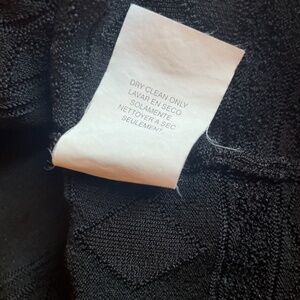 DRY CLEAN ONLY
LAVAR EN SECO
SOLAMENTE
NETTOYER A SEC
SEULEMENT